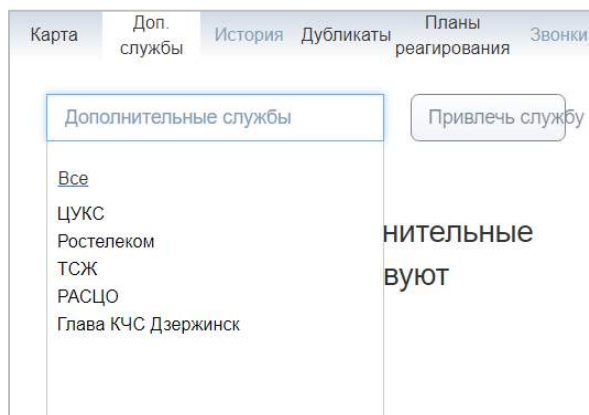 Карта
Доп.
службы
История
Дубликаты
Планы
реагирования
Звонки
Дополнительные службы
Привлечь службу
Все
ЦУКС
Ростелеком
ТСЖ
РАСЦО
Глава КЧС Дзержинск
нительные
вуют